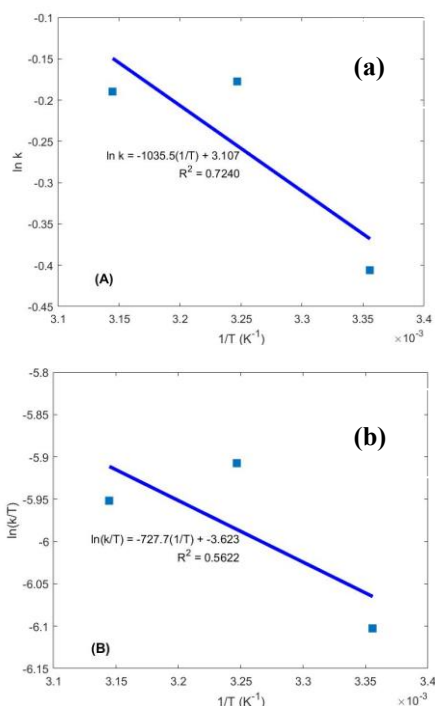 -0.1
-0.15
(a)
-0.2
-0.25
ln k
ln k = -1035.5(1/T) + 3.107
R² = 0.7240
-0.3
-0.35
-0.4
(A)
-0.45
3.1 3.15 3.2 3.25 3.3 3.35 3.4
1/T (K⁻¹) ×10⁻³
-5.8
-5.85
(b)
-5.9
-5.95
ln(k/T)
ln(k/T) = -727.7(1/T) + -3.623
R² = 0.5622
-6
-6.05
-6.1
(B)
-6.15
3.1 3.15 3.2 3.25 3.3 3.35 3.4
1/T (K⁻¹) ×10⁻³